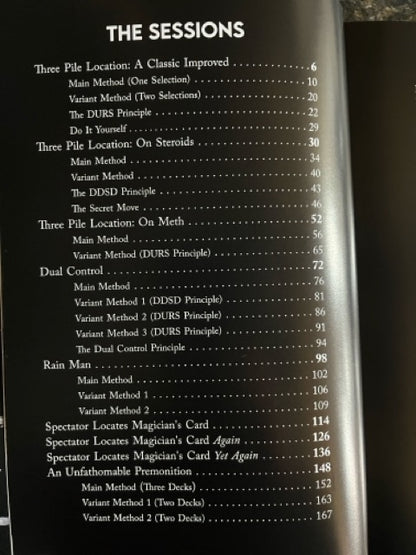 THE SESSIONS
Three Pile Location: A Classic Improved . . . . . . . . . . . . 6
Main Method (One Selection) . . . . . . . . . . . . . . . . . . 10
Variant Method (Two Selections) . . . . . . . . . . . . . . . . 20
The DURS Principle . . . . . . . . . . . . . . . . . . . . . . 22
Do It Yourself . . . . . . . . . . . . . . . . . . . . . . . . 29
Three Pile Location: On Steroids . . . . . . . . . . . . . . . 30
Main Method . . . . . . . . . . . . . . . . . . . . . . . . . . 34
Variant Method . . . . . . . . . . . . . . . . . . . . . . . . 40
The DDSD Principle . . . . . . . . . . . . . . . . . . . . . . 43
The Secret Move . . . . . . . . . . . . . . . . . . . . . . . . 46
Three Pile Location: On Meth . . . . . . . . . . . . . . . . . 52
Main Method . . . . . . . . . . . . . . . . . . . . . . . . . . 56
Variant Method (DURS Principle) . . . . . . . . . . . . . . . . 65
Dual Control . . . . . . . . . . . . . . . . . . . . . . . . . 72
Main Method . . . . . . . . . . . . . . . . . . . . . . . . . . 76
Variant Method 1 (DDSD Principle) . . . . . . . . . . . . . . . 81
Variant Method 2 (DURS Principle) . . . . . . . . . . . . . . . 86
Variant Method 3 (DURS Principle) . . . . . . . . . . . . . . . 91
The Dual Control Principle . . . . . . . . . . . . . . . . . . 94
Rain Man . . . . . . . . . . . . . . . . . . . . . . . . . . . 98
Main Method . . . . . . . . . . . . . . . . . . . . . . . . . . 102
Variant Method 1 . . . . . . . . . . . . . . . . . . . . . . . 106
Variant Method 2 . . . . . . . . . . . . . . . . . . . . . . . 109
Spectator Locates Magician's Card . . . . . . . . . . . . . . . 114
Spectator Locates Magician's Card Again . . . . . . . . . . . . 126
Spectator Locates Magician's Card Yet Again . . . . . . . . . . 136
An Unfathomable Premonition . . . . . . . . . . . . . . . . . . 148
Main Method (Three Decks) . . . . . . . . . . . . . . . . . . . 152
Variant Method 1 (Two Decks) . . . . . . . . . . . . . . . . . 163
Variant Method 2 (Two Decks) . . . . . . . . . . . . . . . . . 167